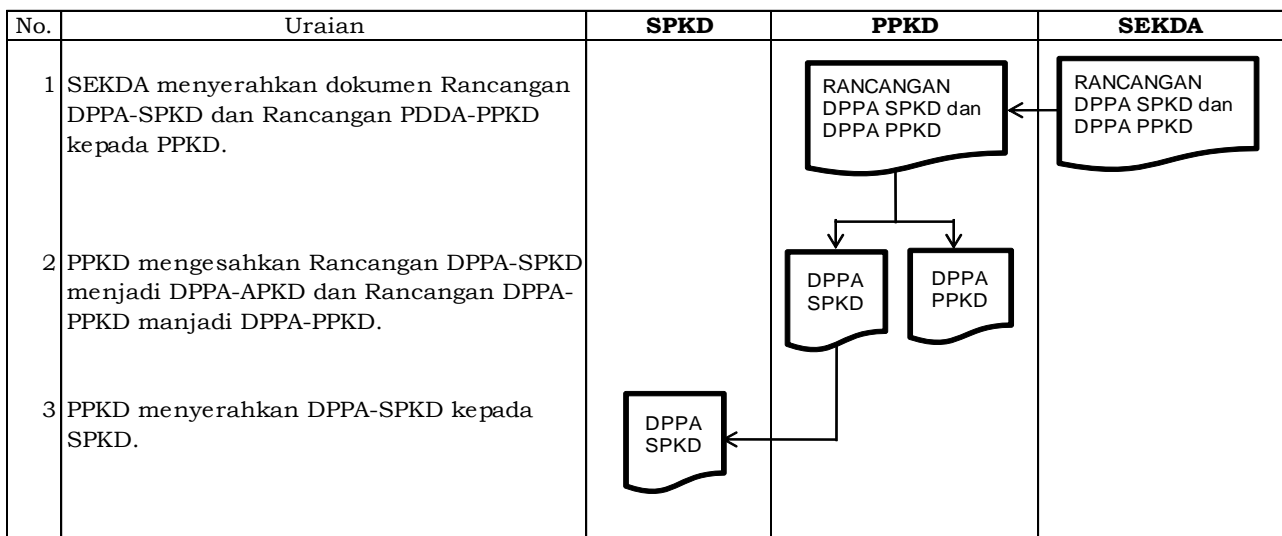 No. Uraian SPKD PPKD SEKDA
1 SEKDA menyerahkan dokumen Rancangan
DPPA-SPKD dan Rancangan PDDA-PPKD
kepada PPKD.
RANCANGAN
DPPA SPKD dan
DPPA PPKD
RANCANGAN
DPPA SPKD dan
DPPA PPKD
2 PPKD mengesahkan Rancangan DPPA-SPKD
menjadi DPPA-APKD dan Rancangan DPPA-
PPKD manjadi DPPA-PPKD.
DPPA
SPKD
DPPA
PPKD
3 PPKD menyerahkan DPPA-SPKD kepada
SPKD.
DPPA
SPKD